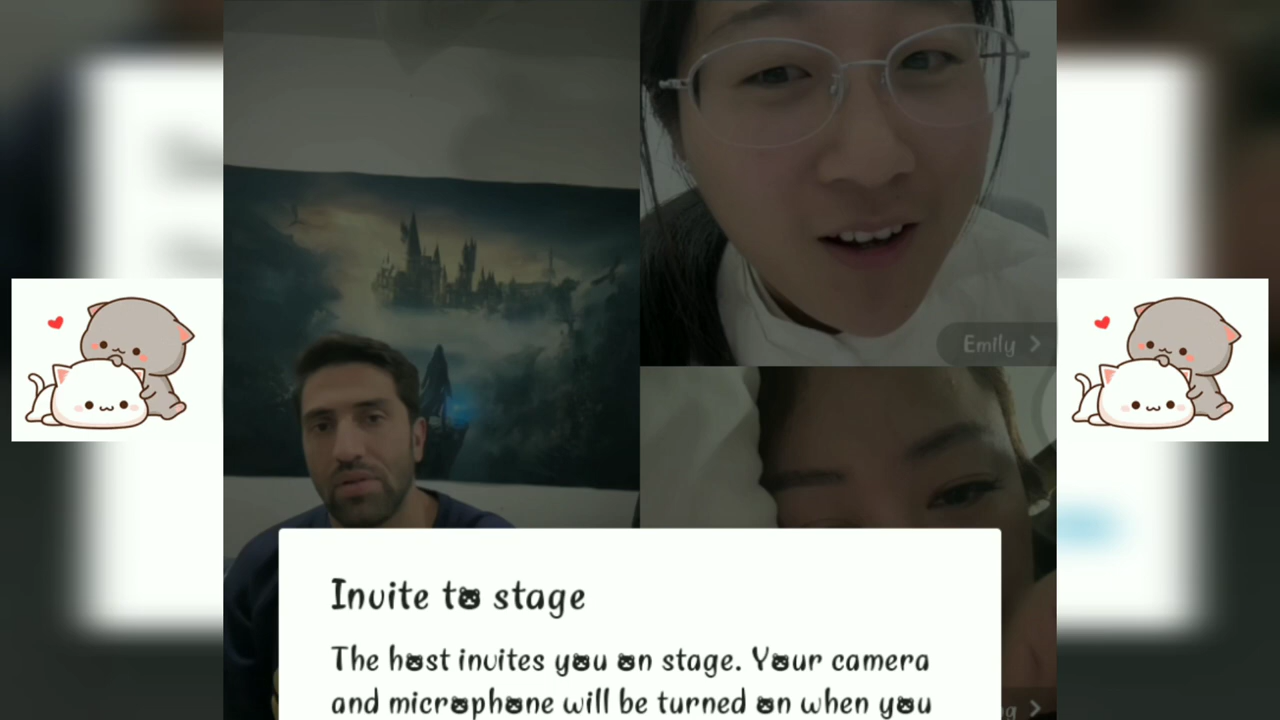 Emily
Invite to stage
The host invites you on stage. Your camera
and microphone will be turned on when you